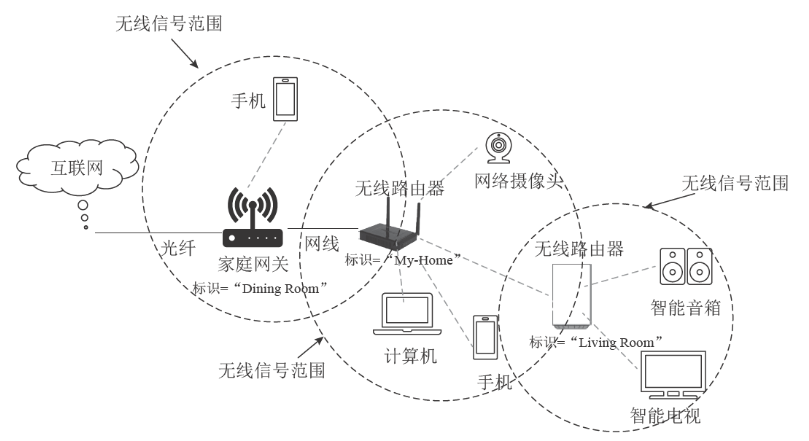 无线信号范围
手机
互联网
光纤
家庭网关
标识=“Dining Room”
网线
无线路由器
标识=“My-Home”
网络摄像头
无线信号范围
无线路由器
标识=“Living Room”
智能音箱
计算机
手机
无线信号范围
智能电视